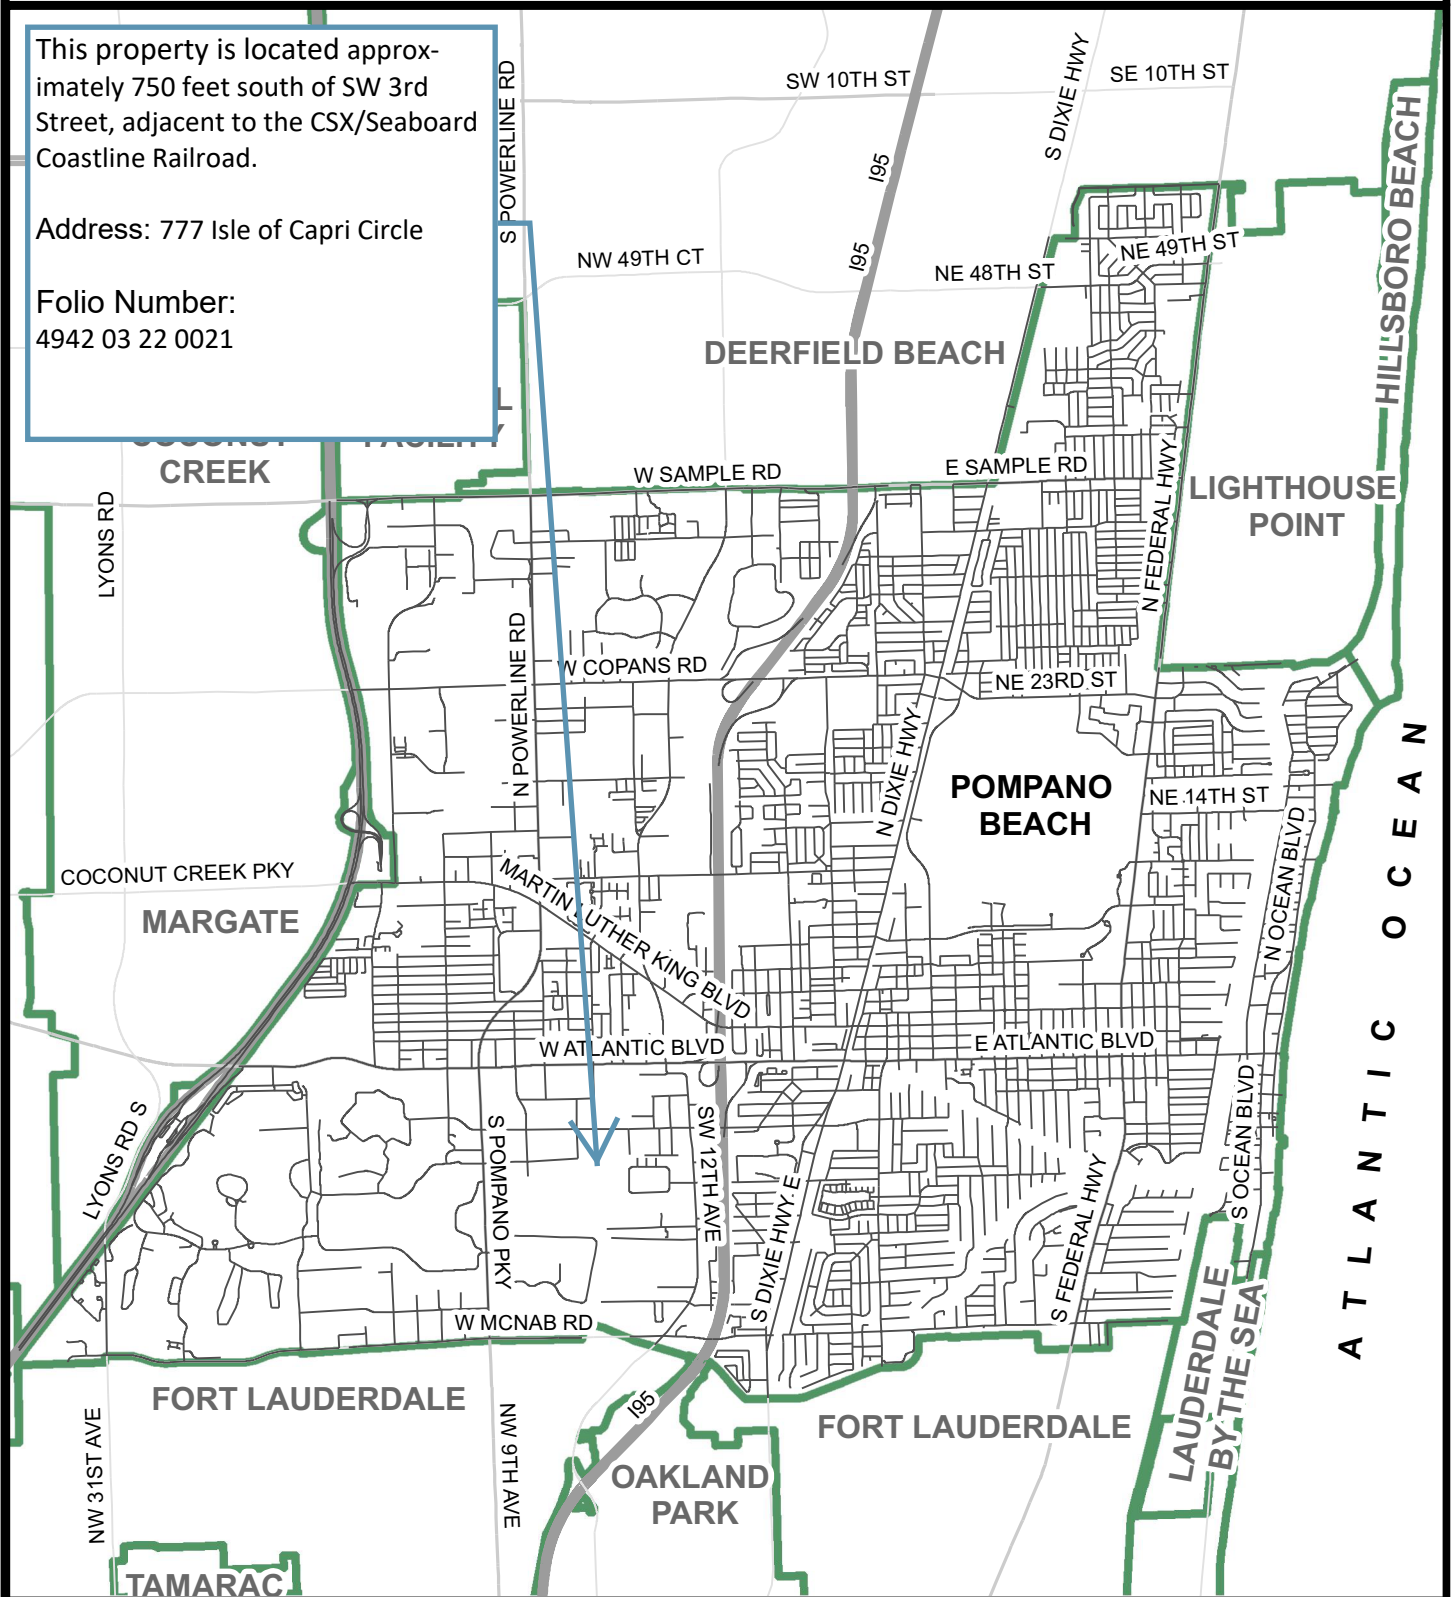 This property is located approx-
imately 750 feet south of SW 3rd
Street, adjacent to the CSX/Seaboard
Coastline Railroad.
Address: 777 Isle of Capri Circle
Folio Number:
4942 03 22 0021
S POWERLINE RD
SW 10TH ST
SE 10TH ST
S DIXIE HWY
I95
I95
HILLSBORO BEACH
NW 49TH CT
NE 48TH ST
NE 49TH ST
DEERFIELD BEACH
COCONUT
CREEK
FACILITY
W SAMPLE RD
E SAMPLE RD
LIGHTHOUSE
POINT
LYONS RD
N FEDERAL HWY
N POWERLINE RD
W COPANS RD
NE 23RD ST
N DIXIE HWY
POMPANO
BEACH
NE 14TH ST
N OCEAN BLVD
COCONUT CREEK PKY
MARGATE
MARTIN LUTHER KING BLVD
W ATLANTIC BLVD
E ATLANTIC BLVD
ATLANTIC OCEAN
LYONS RD S
S POMPANO PKY
SW 12TH AVE
S DIXIE HWY E
S FEDERAL HWY
S OCEAN BLVD
W MCNAB RD
FORT LAUDERDALE
FORT LAUDERDALE
LAUDERDALE
BY THE SEA
NW 31ST AVE
NW 9TH AVE
I95
OAKLAND
PARK
TAMARAC